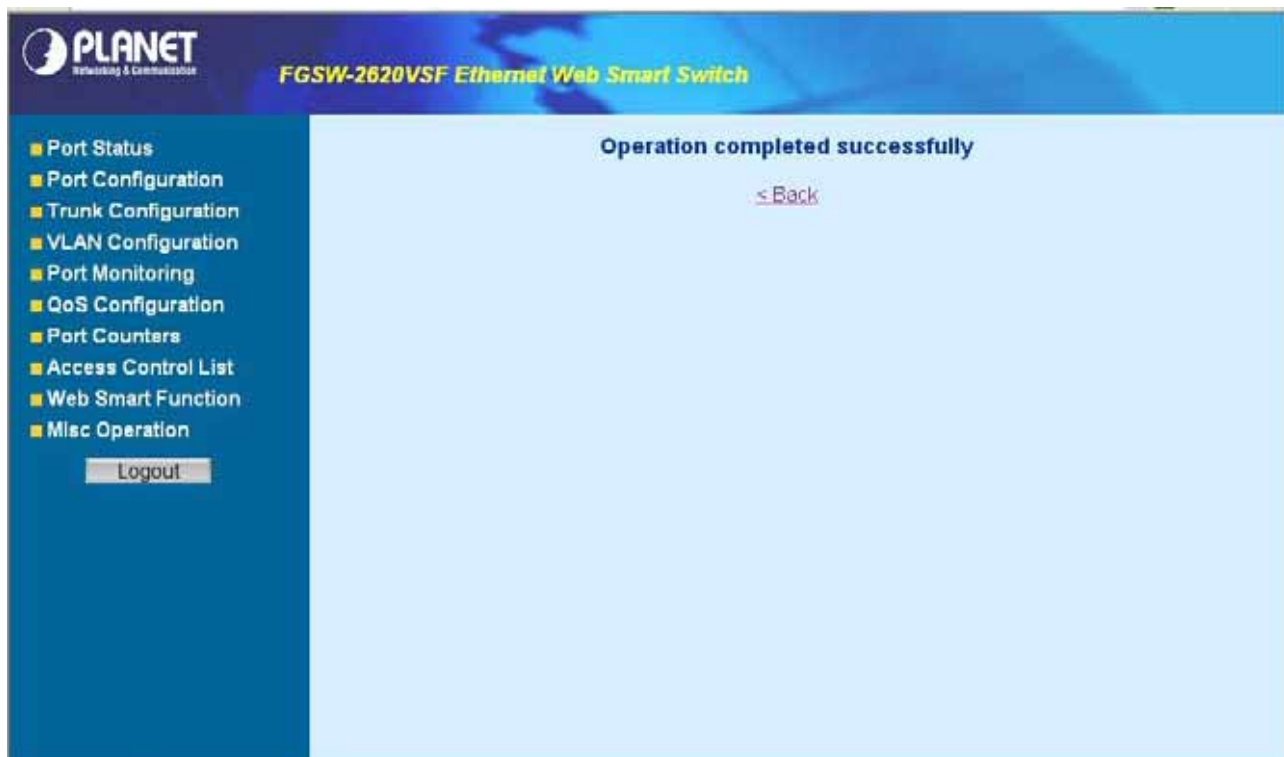 PLANET
Networking & Communication
FGSW-2620VSF Ethernet Web Smart Switch
Port Status
Port Configuration
Trunk Configuration
VLAN Configuration
Port Monitoring
QoS Configuration
Port Counters
Access Control List
Web Smart Function
Misc Operation
Logout
Operation completed successfully
< Back